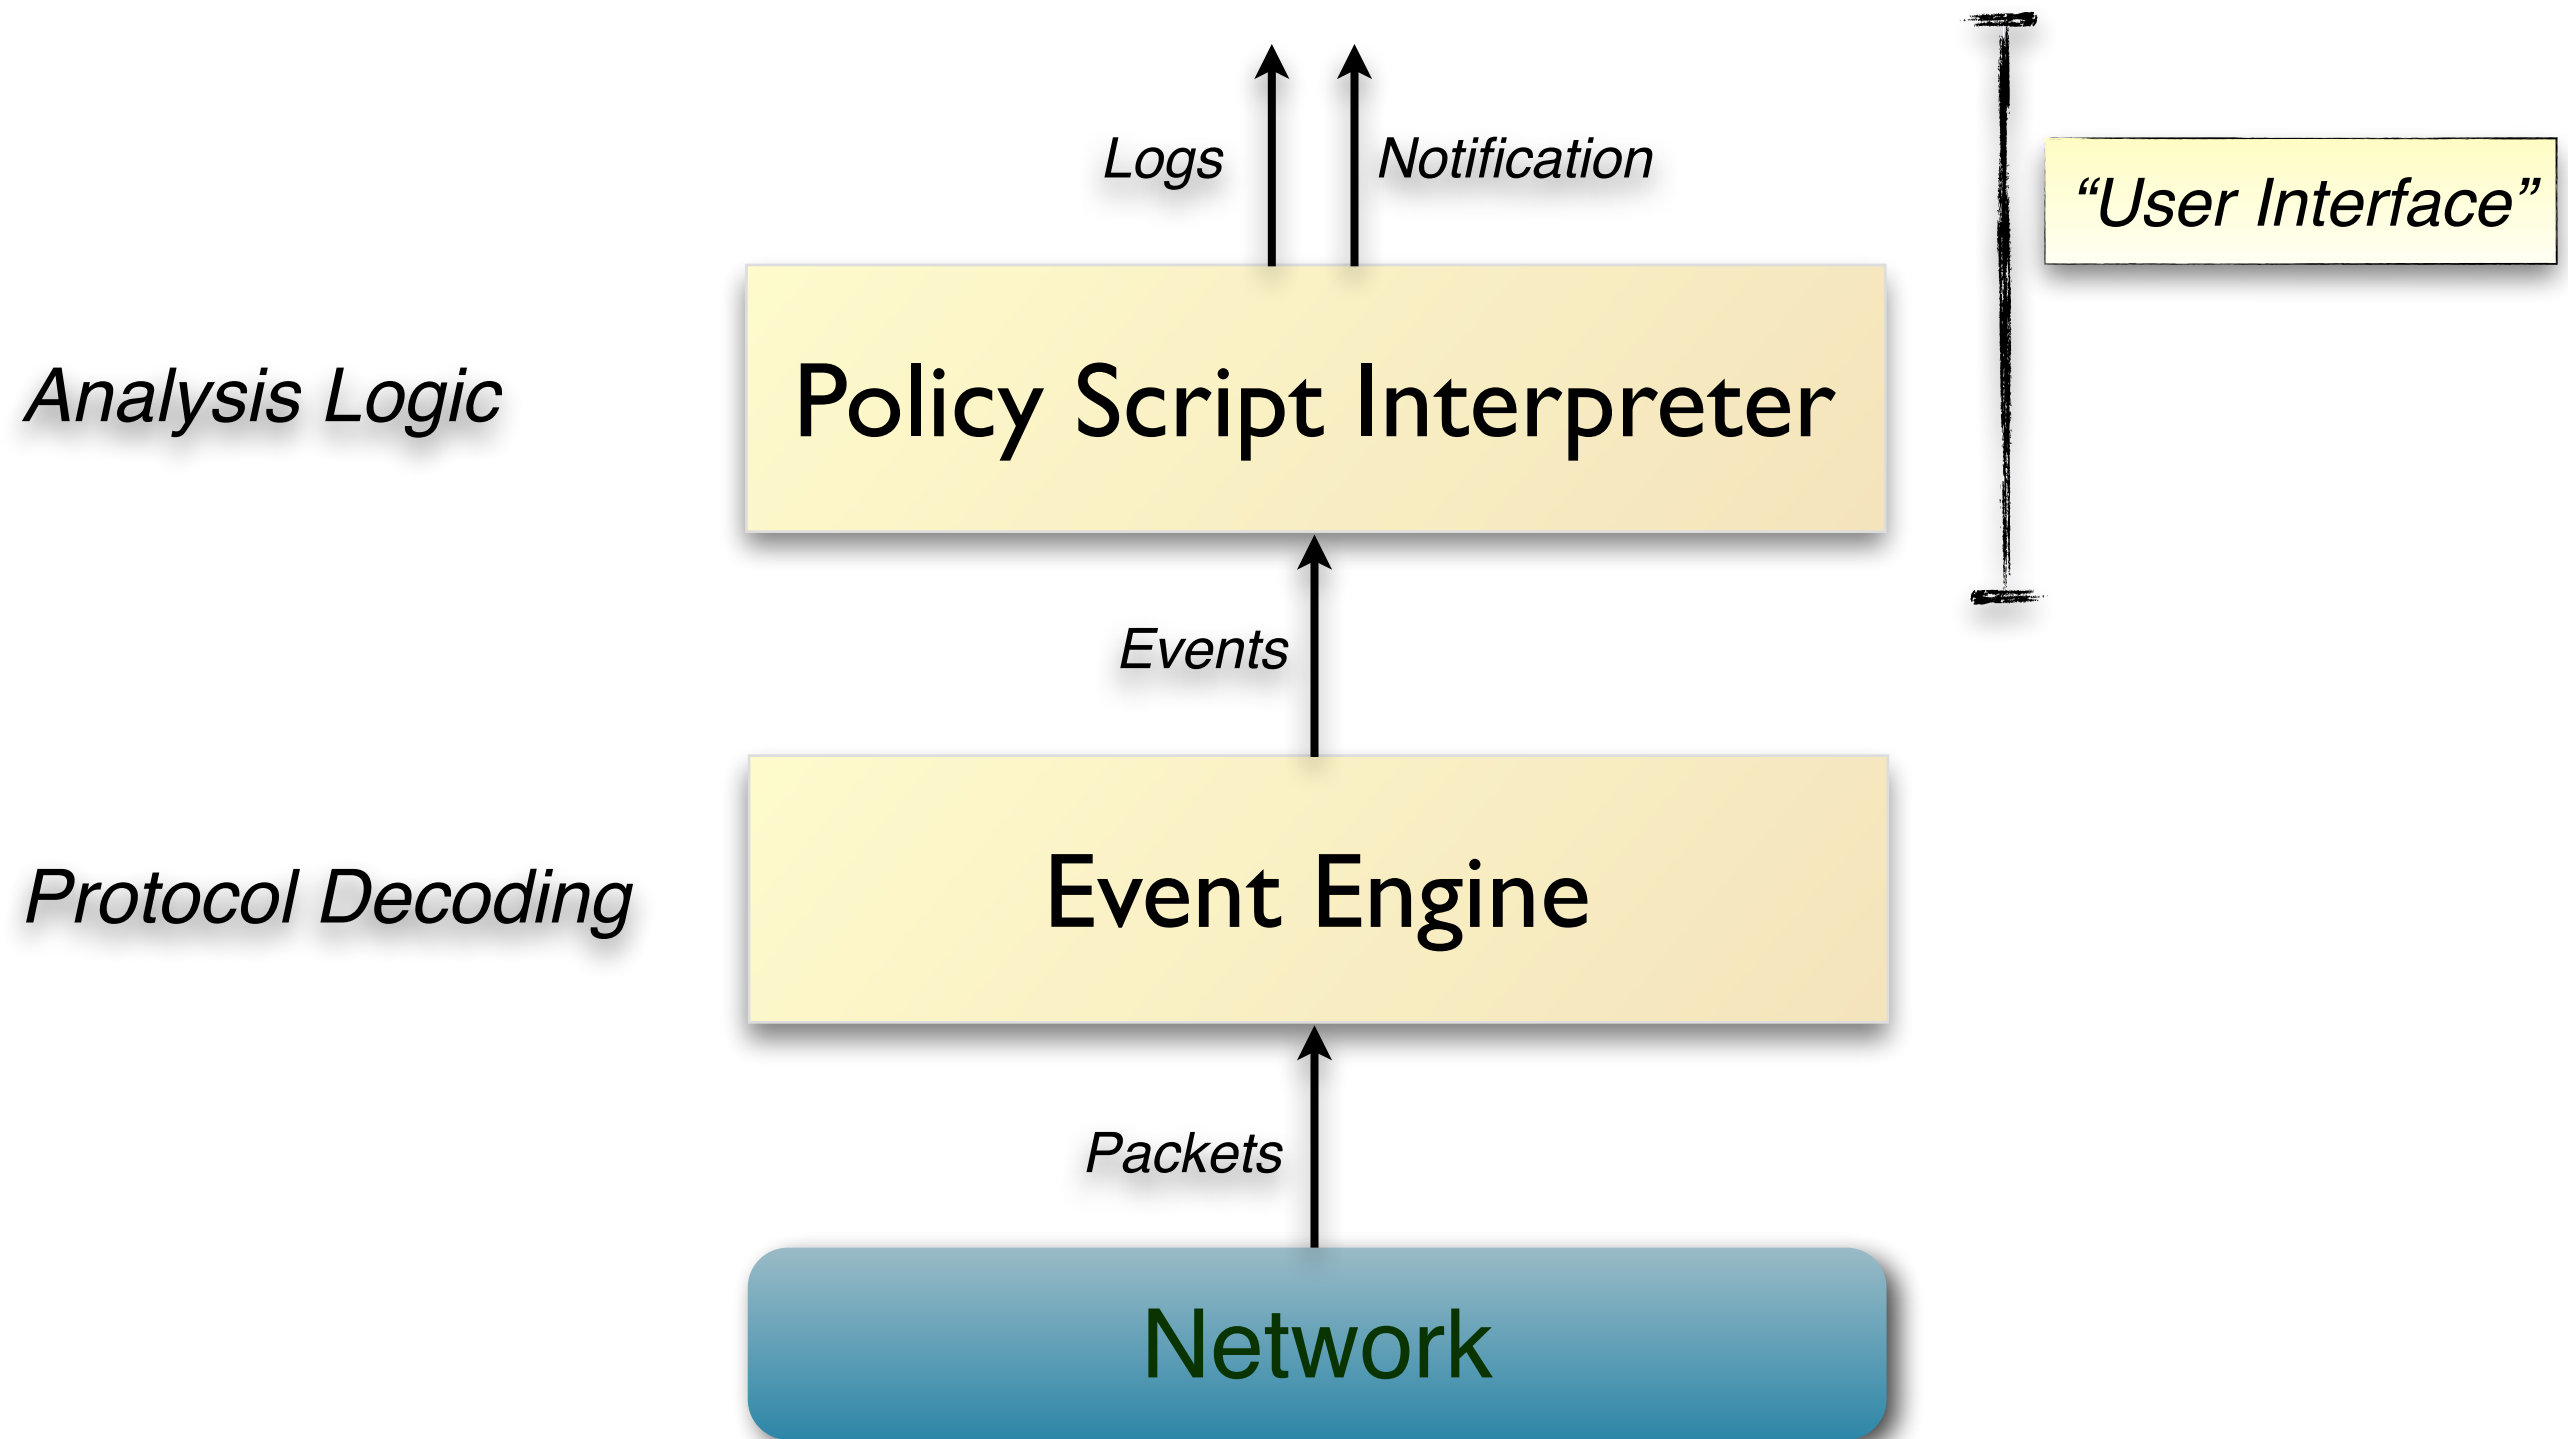 Logs
Notification
“User Interface”
Analysis Logic
Policy Script Interpreter
Events
Protocol Decoding
Event Engine
Packets
Network